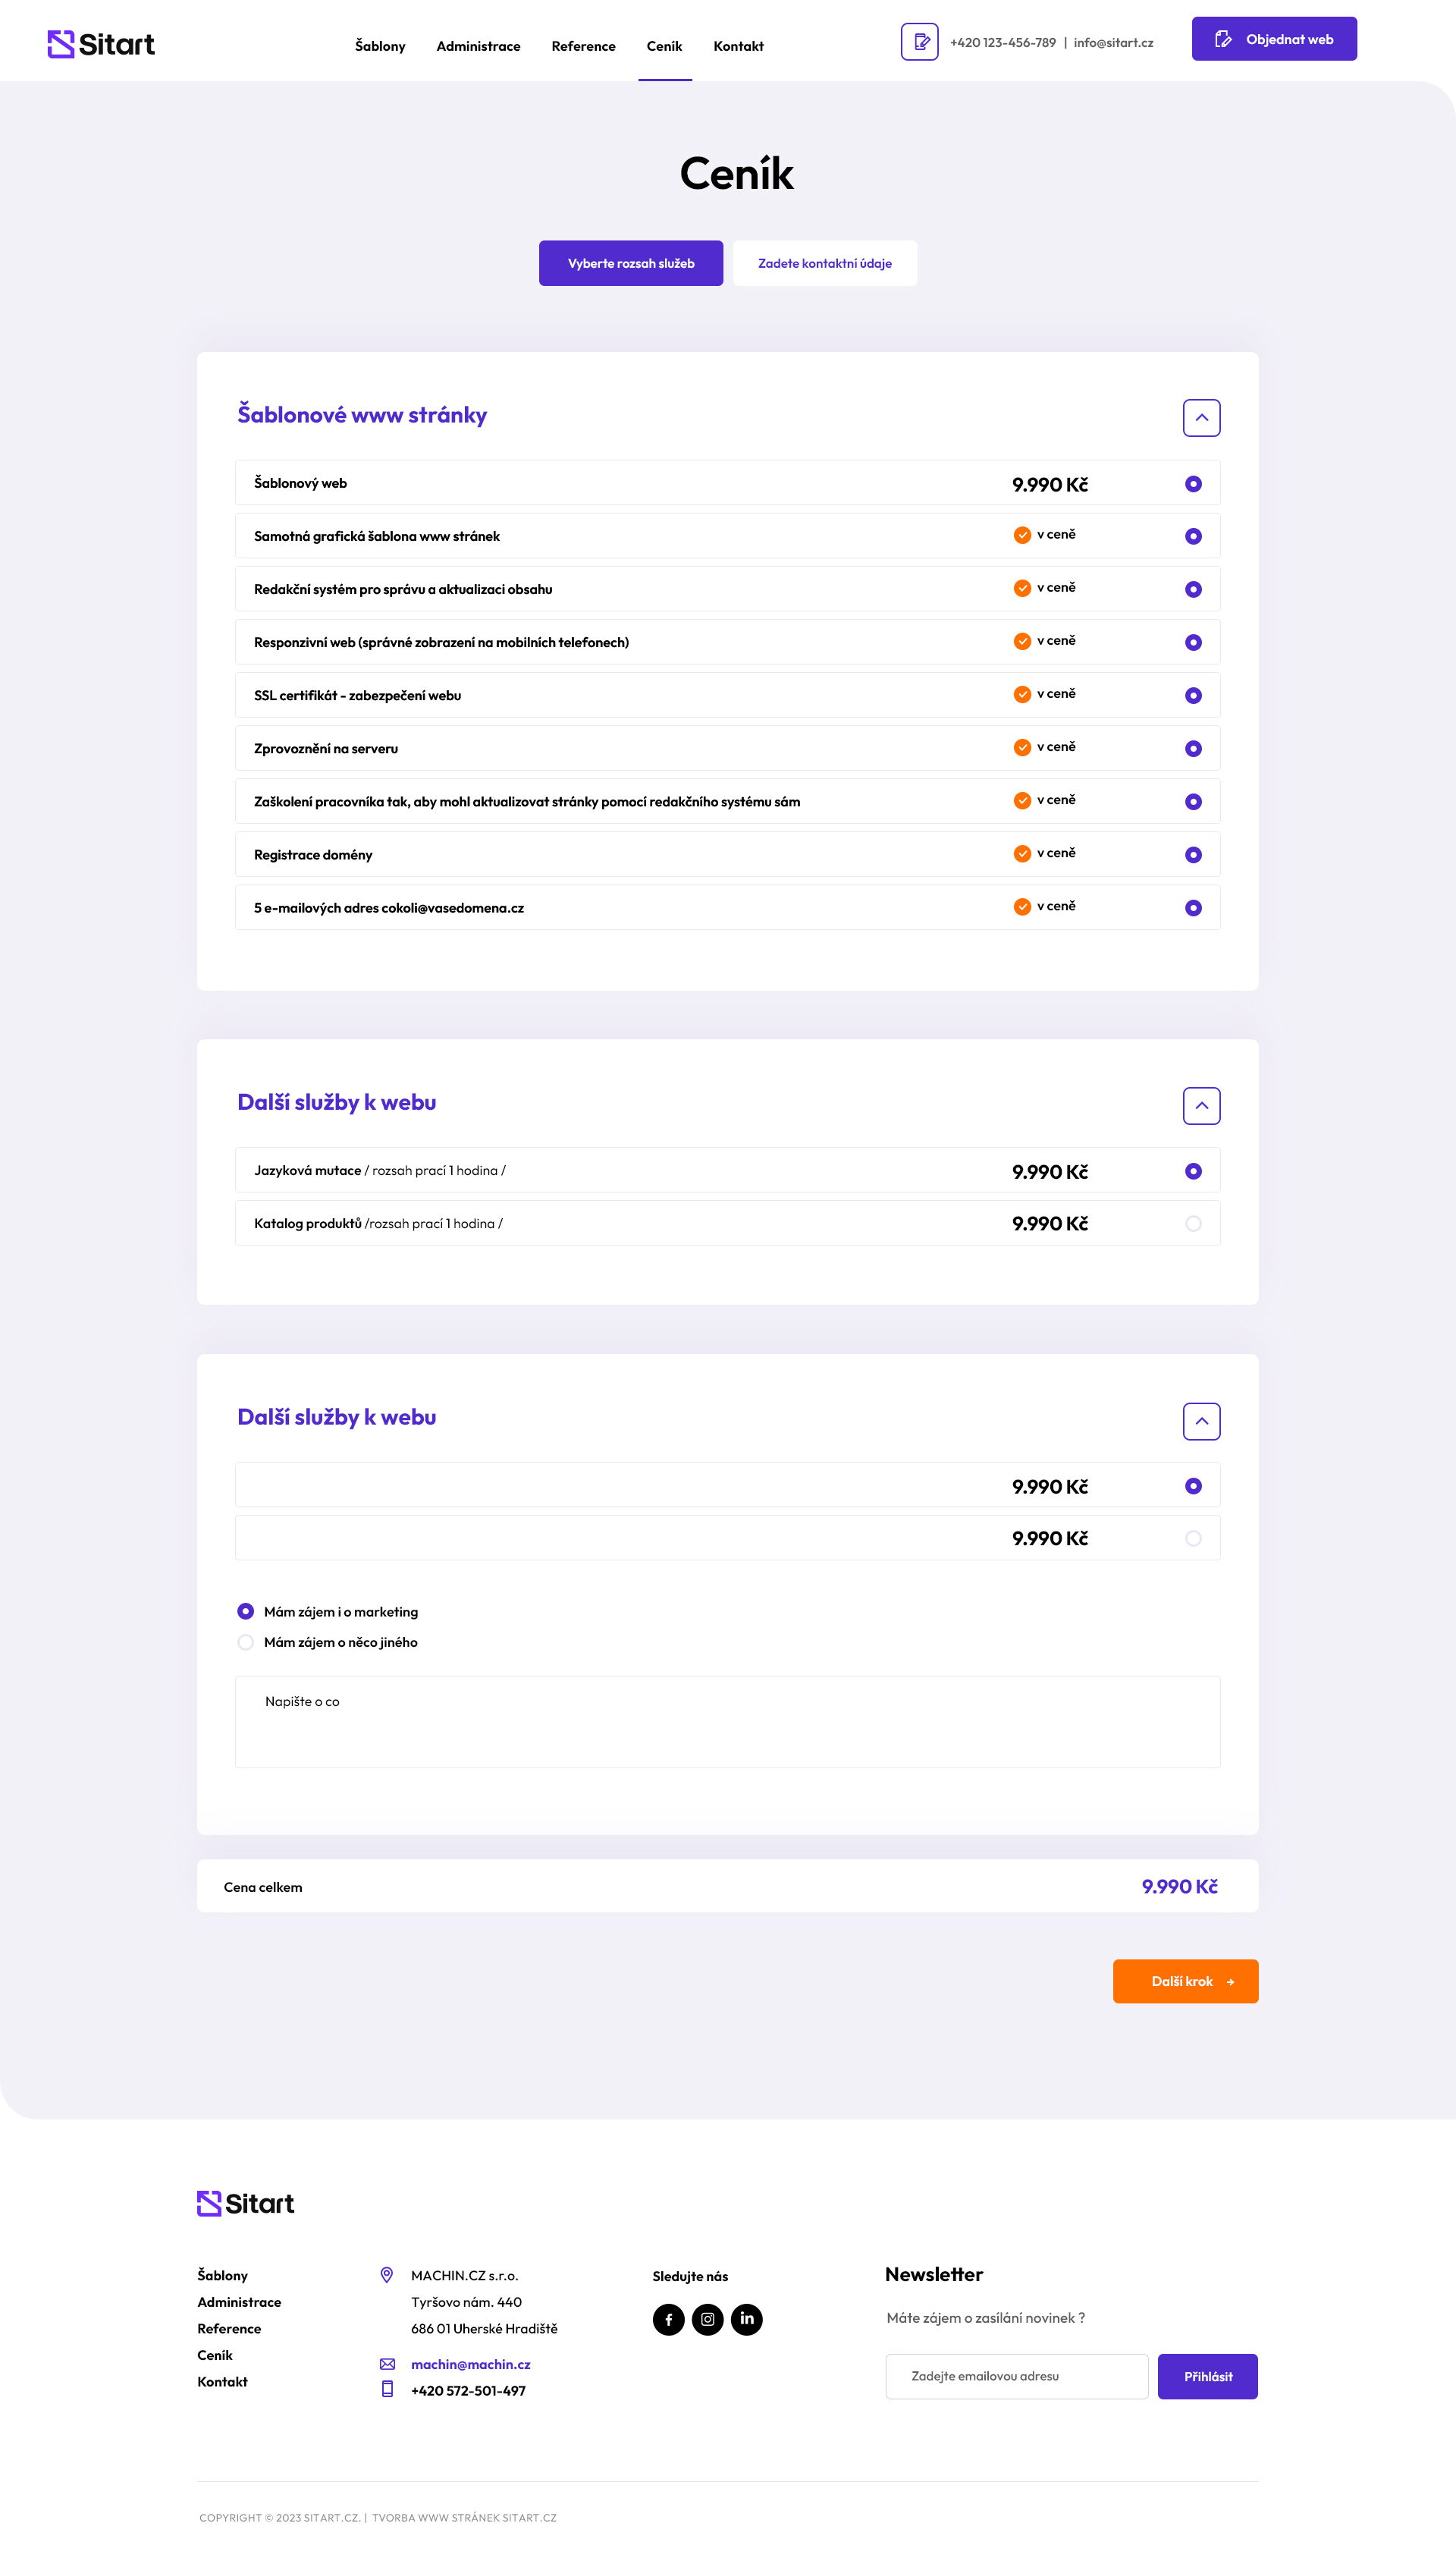 Sitart
Šablony
Administrace
Reference
Ceník
Kontakt
+420 123-456-789 | info@sitart.cz
Objednat web
Ceník
Vyberte rozsah služeb
Zadete kontaktní údaje
Šablonové www stránky
Šablonový web 9.990 Kč
Samotná grafická šablona www stránek v ceně
Redakční systém pro správu a aktualizaci obsahu v ceně
Responzivní web (správné zobrazení na mobilních telefonech) v ceně
SSL certifikát - zabezpečení webu v ceně
Zprovoznění na serveru v ceně
Zaškolení pracovníka tak, aby mohl aktualizovat stránky pomocí redakčního systému sám v ceně
Registrace domény v ceně
5 e-mailových adres cokoli@vasedomena.cz v ceně
Další služby k webu
Jazyková mutace / rozsah prací 1 hodina / 9.990 Kč
Katalog produktů /rozsah prací 1 hodina / 9.990 Kč
Další služby k webu
9.990 Kč
9.990 Kč
Mám zájem i o marketing
Mám zájem o něco jiného
Napište o co
Cena celkem 9.990 Kč
Další krok
Sitart
Šablony
Administrace
Reference
Ceník
Kontakt
MACHIN.CZ s.r.o.
Tyršovo nám. 440
686 01 Uherské Hradiště
machin@machin.cz
+420 572-501-497
Sledujte nás
Newsletter
Máte zájem o zasílání novinek ?
Zadejte emailovou adresu
Přihlásit
COPYRIGHT © 2023 SITART.CZ. | TVORBA WWW STRÁNEK SITART.CZ